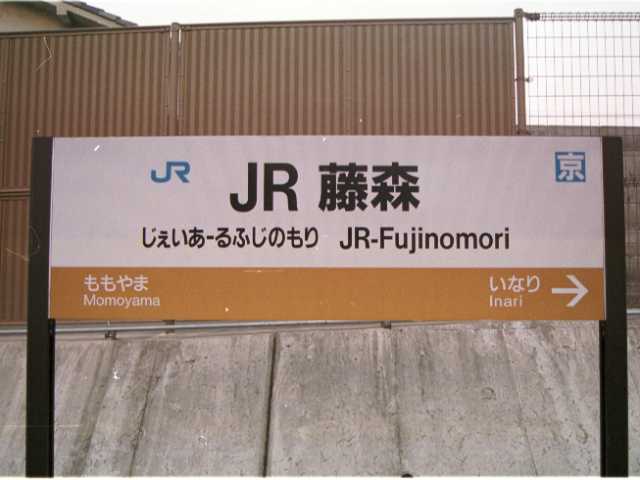 JR
JR 藤森
京
じぇいあーるふじのもり JR-Fujinomori
ももやま いなり
Momoyama Inari